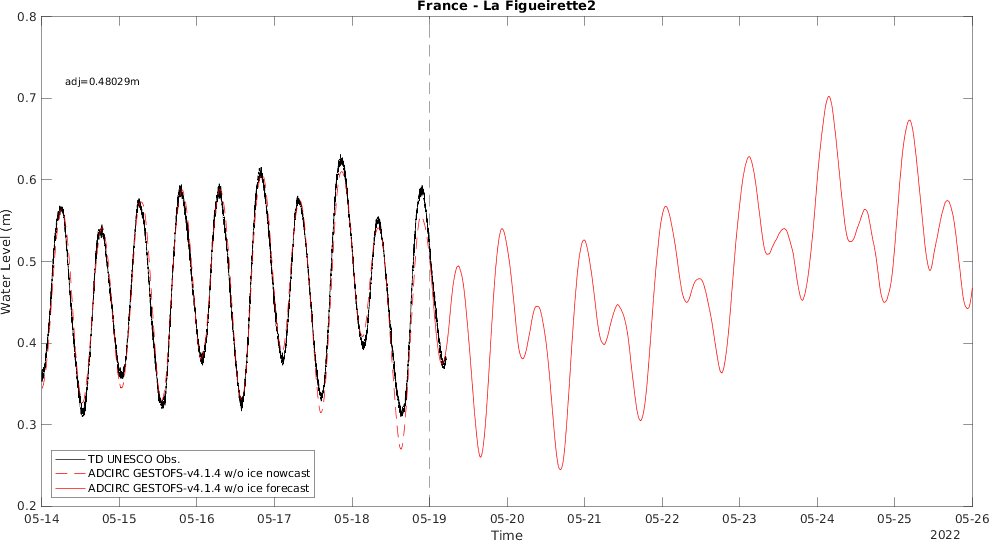 France - La Figueirette2
adj=0.48029m
Water Level (m)
0.8
0.7
0.6
0.5
0.4
0.3
0.2
TD UNESCO Obs.
ADCIRC GESTOFS-v4.1.4 w/o ice nowcast
ADCIRC GESTOFS-v4.1.4 w/o ice forecast
05-14 05-15 05-16 05-17 05-18 05-19 05-20 05-21 05-22 05-23 05-24 05-25 05-26
Time
2022